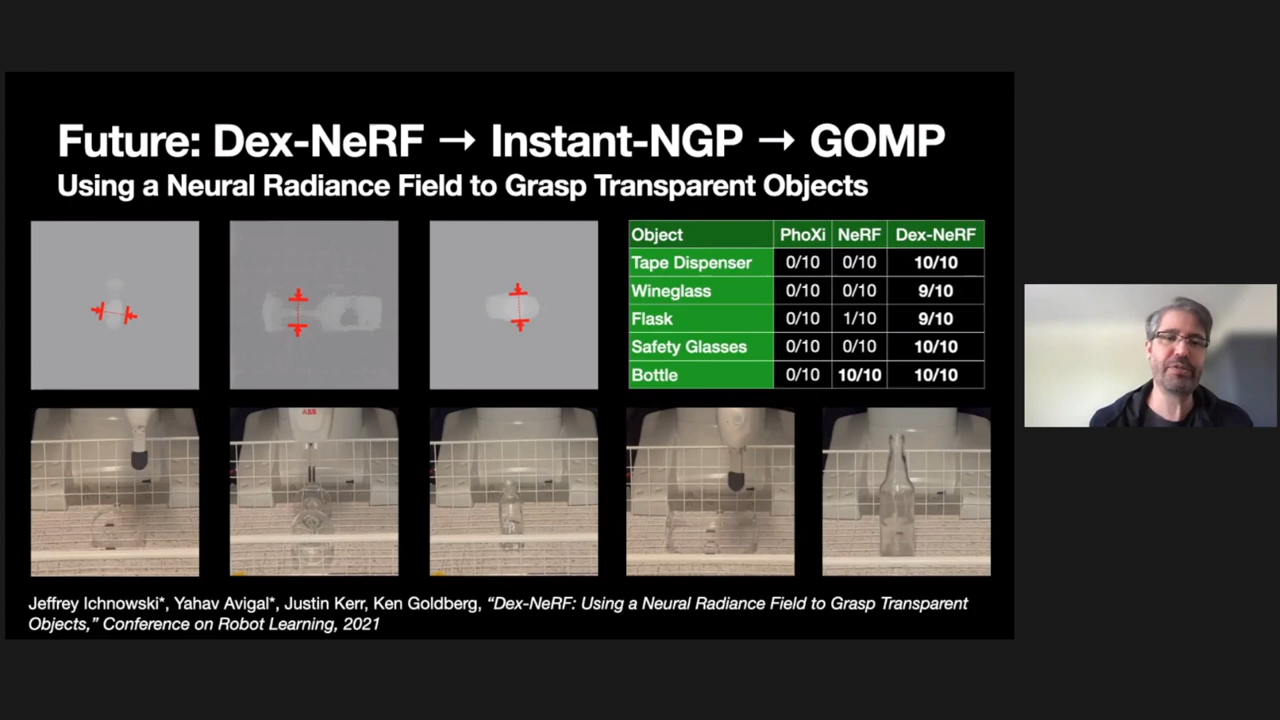 Future: Dex-NeRF → Instant-NGP → GOMP
Using a Neural Radiance Field to Grasp Transparent Objects
Object PhoXi NeRF Dex-NeRF
Tape Dispenser 0/10 0/10 10/10
Wineglass 0/10 0/10 9/10
Flask 0/10 1/10 9/10
Safety Glasses 0/10 0/10 10/10
Bottle 0/10 10/10 10/10
ABB
Jeffrey Ichnowski*, Yahav Avigal*, Justin Kerr, Ken Goldberg, “Dex-NeRF: Using a Neural Radiance Field to Grasp Transparent
Objects,” Conference on Robot Learning, 2021